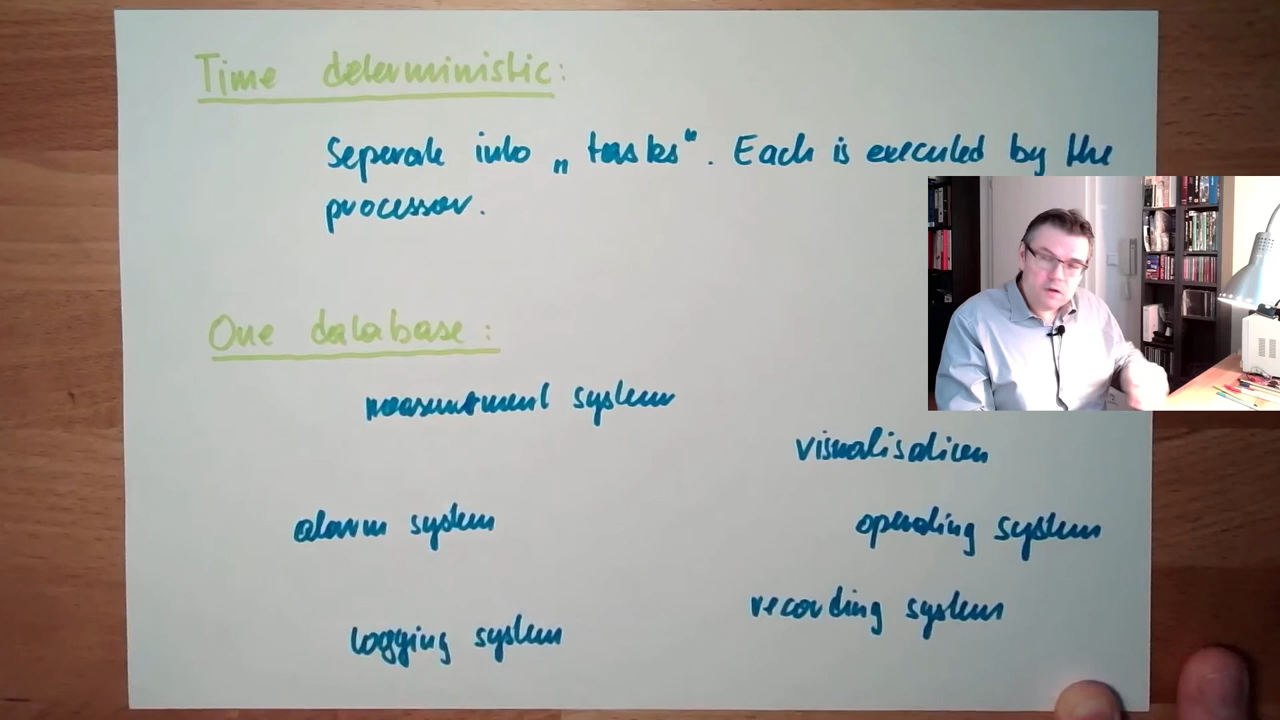 Time deterministic:
Seperate into „tasks“. Each is executed by the
processor.
One database:
measurement system
visualisation
alarm system
operating system
recording system
logging system